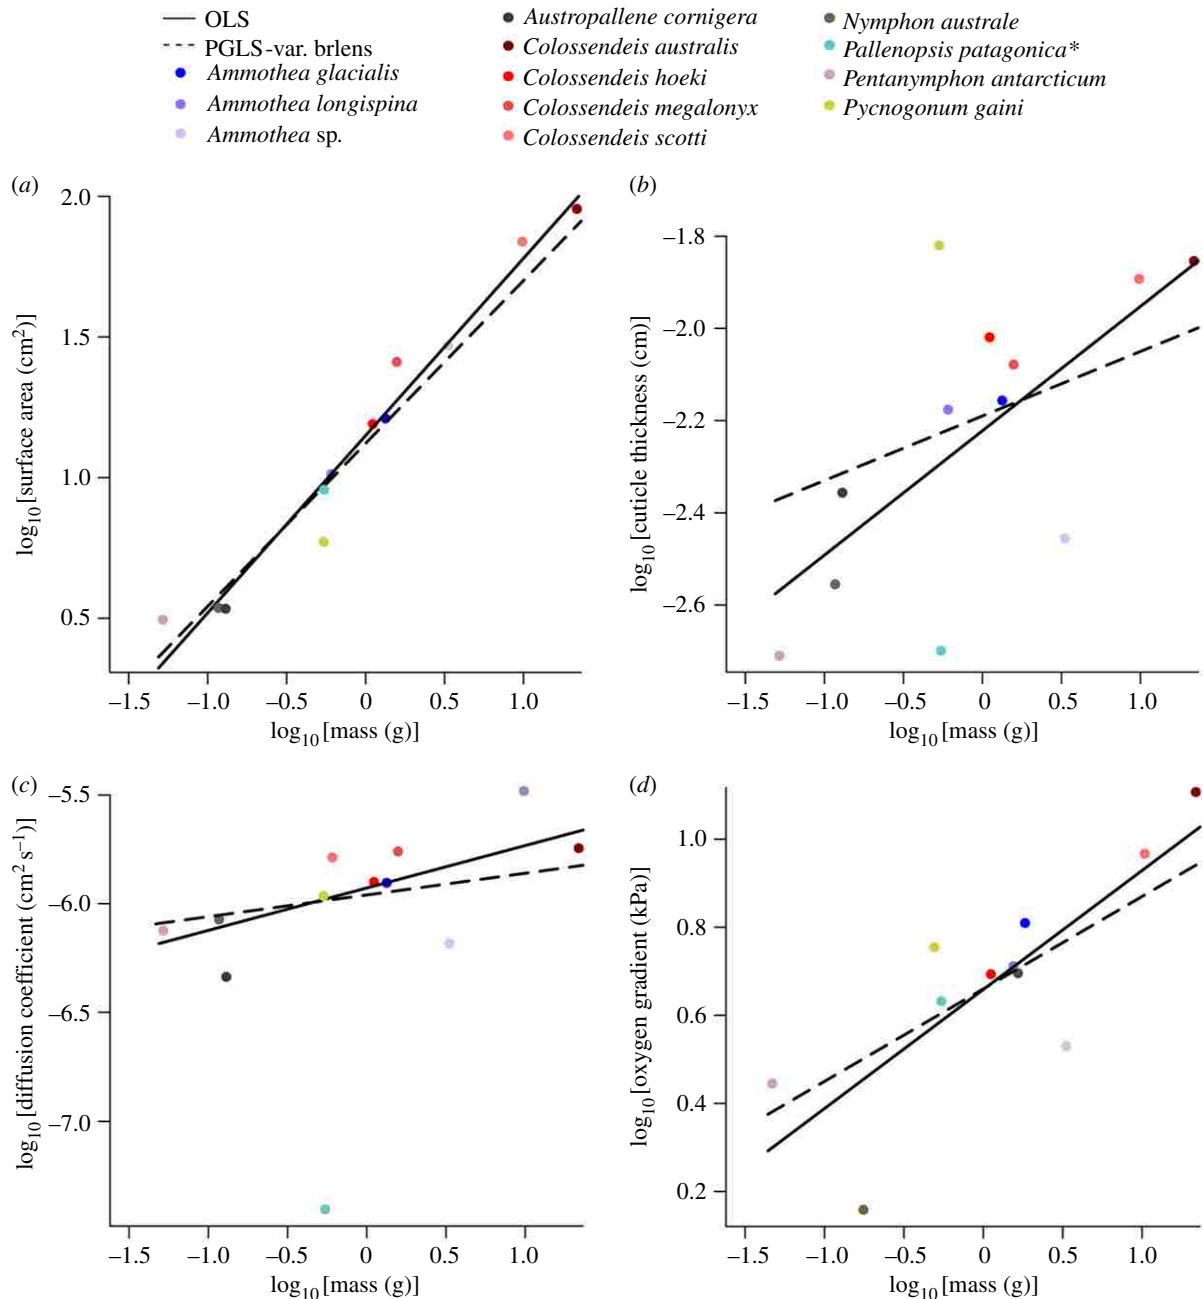 OLS
PGLS-var. brlens
Ammothea glacialis
Ammothea longispina
Ammothea sp.
Austropallene cornigera
Colossendeis australis
Colossendeis hoeki
Colossendeis megalonyx
Colossendeis scotti
Nymphon australe
Pallenopsis patagonica*
Pentanymphon antarcticum
Pycnogonum gaini
(a)
log10[surface area (cm2)]
2.0
1.5
1.0
0.5
–1.5 –1.0 –0.5 0 0.5 1.0
log10[mass (g)]
(b)
log10[cuticle thickness (cm)]
–1.8
–2.0
–2.2
–2.4
–2.6
–1.5 –1.0 –0.5 0 0.5 1.0
log10[mass (g)]
(c)
log10[diffusion coefficient (cm2 s–1)]
–5.5
–6.0
–6.5
–7.0
–1.5 –1.0 –0.5 0 0.5 1.0
log10[mass (g)]
(d)
log10[oxygen gradient (kPa)]
1.0
0.8
0.6
0.4
0.2
–1.5 –1.0 –0.5 0 0.5 1.0
log10[mass (g)]